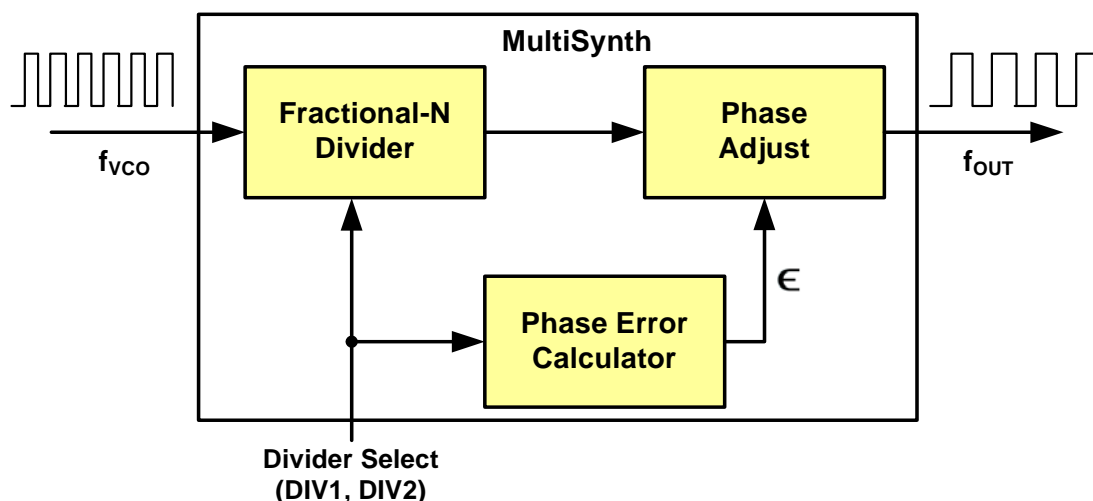 MultiSynth
Fractional-N
Divider
Phase
Adjust
fVCO
fOUT
ϵ
Phase Error
Calculator
Divider Select
(DIV1, DIV2)